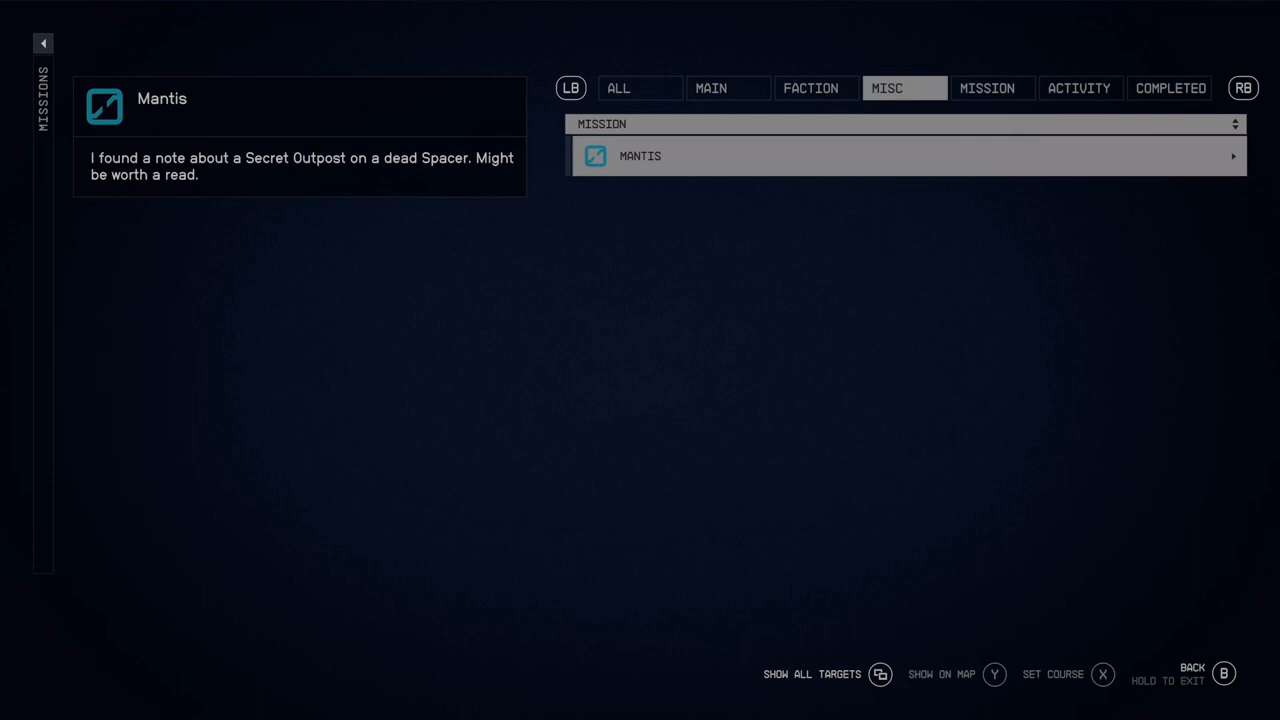 MISSIONS
Mantis
I found a note about a Secret Outpost on a dead Spacer. Might
be worth a read.
LB ALL MAIN FACTION MISC MISSION ACTIVITY COMPLETED RB
MISSION
MANTIS
SHOW ALL TARGETS SHOW ON MAP Y SET COURSE X BACK B
HOLD TO EXIT